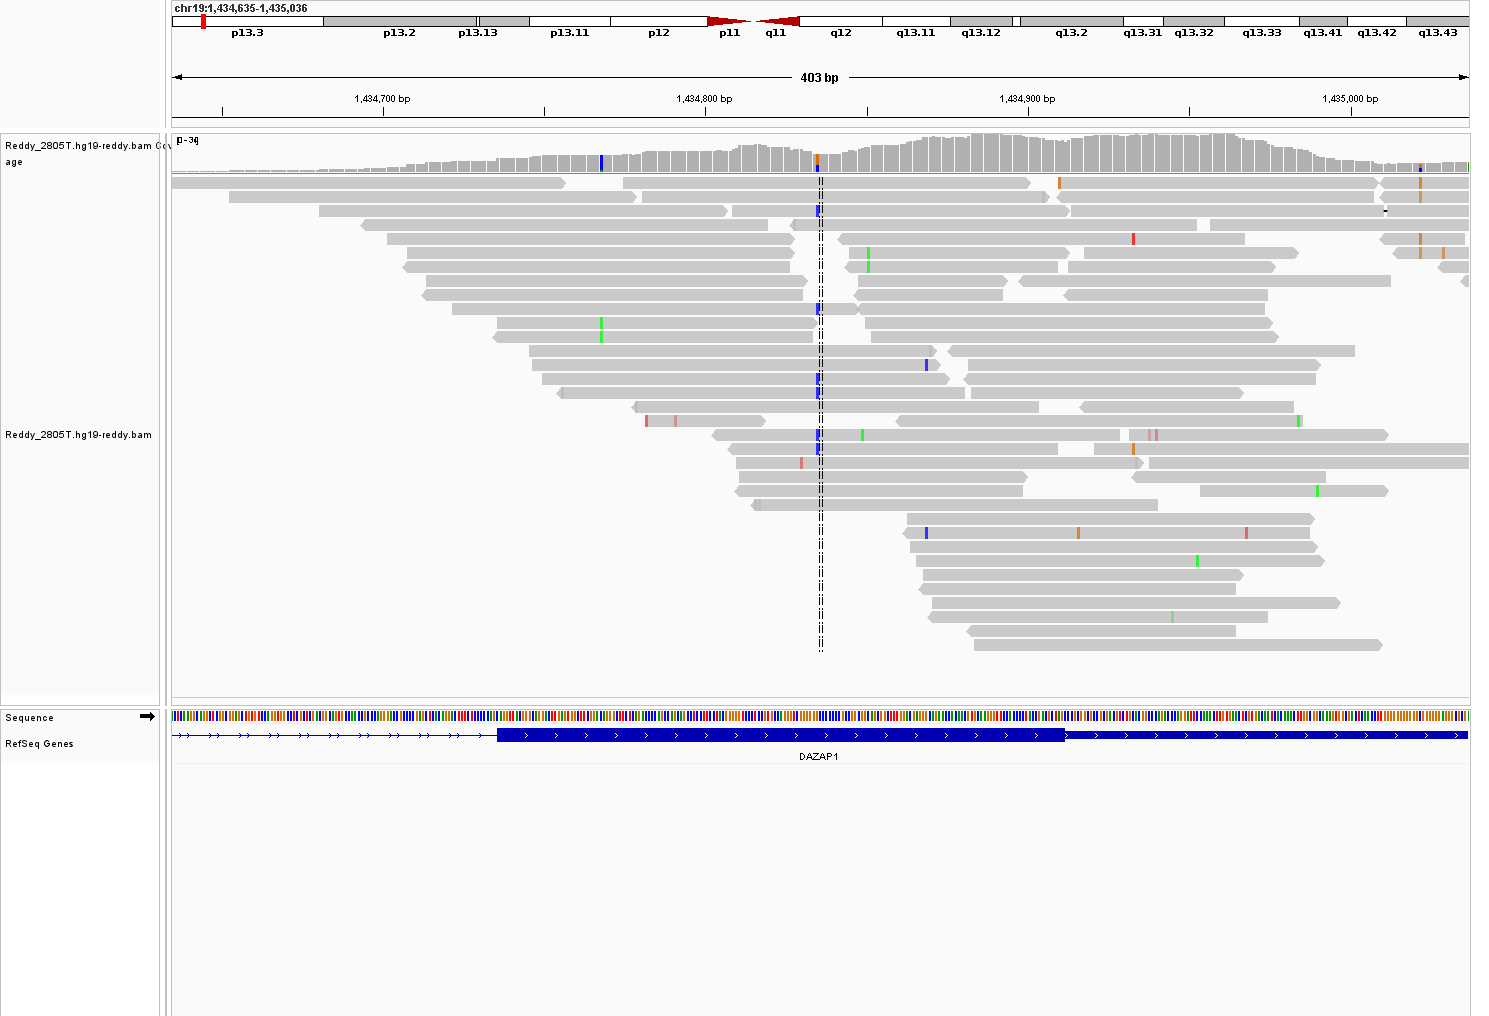 chr19:1,434,635-1,435,036
p13.3 p13.2 p13.13 p13.11 p12 p11 q11 q12 q13.11 q13.12 q13.2 q13.31 q13.32 q13.33 q13.41 q13.42 q13.43
403 bp
1,434,700 bp 1,434,800 bp 1,434,900 bp 1,435,000 bp
Reddy_2805T.hg19-reddy.bam Cov
age
[0-34]
Reddy_2805T.hg19-reddy.bam
Sequence
RefSeq Genes
DAZAP1